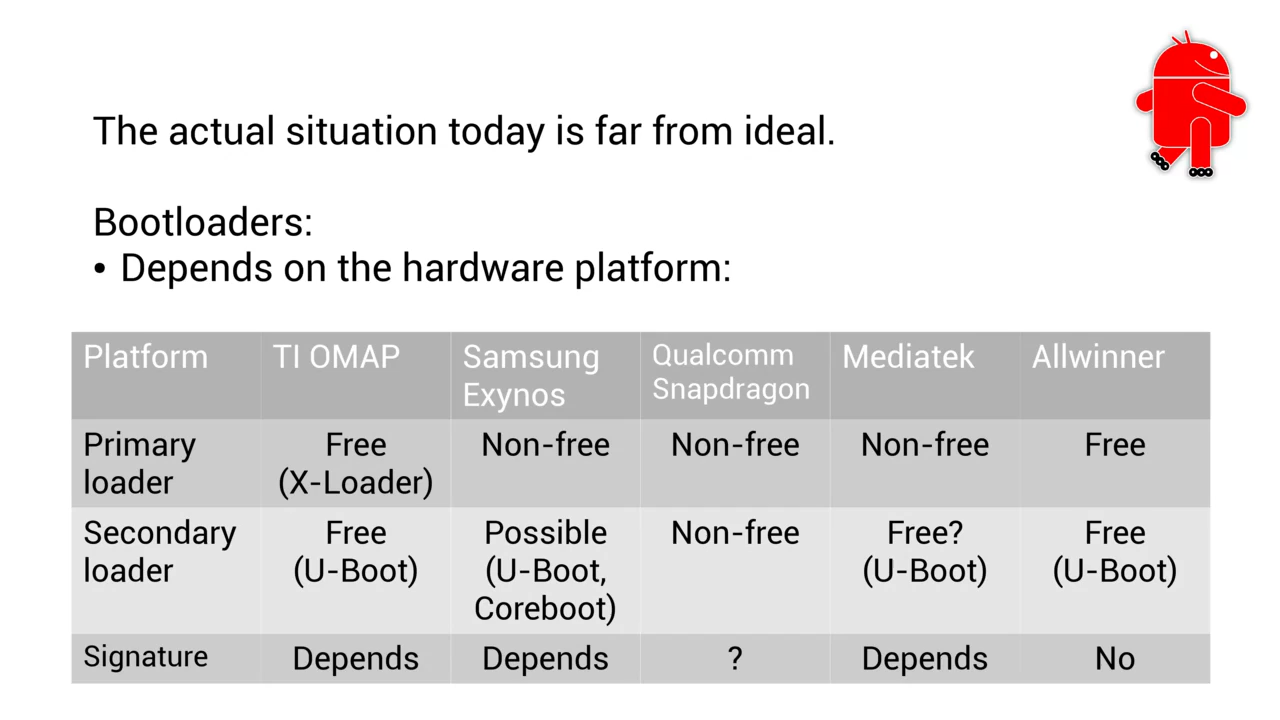 The actual situation today is far from ideal.
Bootloaders:
• Depends on the hardware platform:
Platform TI OMAP Samsung Exynos Qualcomm Snapdragon Mediatek Allwinner
Primary loader Free (X-Loader) Non-free Non-free Non-free Free
Secondary loader Free (U-Boot) Possible (U-Boot, Coreboot) Non-free Free? (U-Boot) Free (U-Boot)
Signature Depends Depends ? Depends No